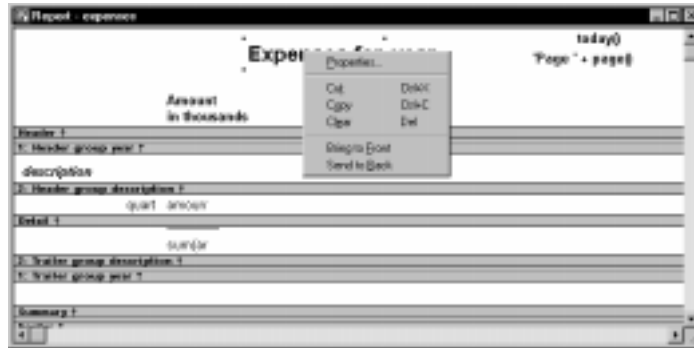 Report - expenses
today()
Expenses for year
"Page " + page()
Properties...
Cut Ctrl+X
Copy Ctrl+C
Clear Del
Bring to Front
Send to Back
Amount
in thousands
Header ↑
1: Header group year ↑
description
2: Header group description ↑
quart amour
Detail ↑
sum(ar
2: Trailer group description ↑
1: Trailer group year ↑
Summary ↑